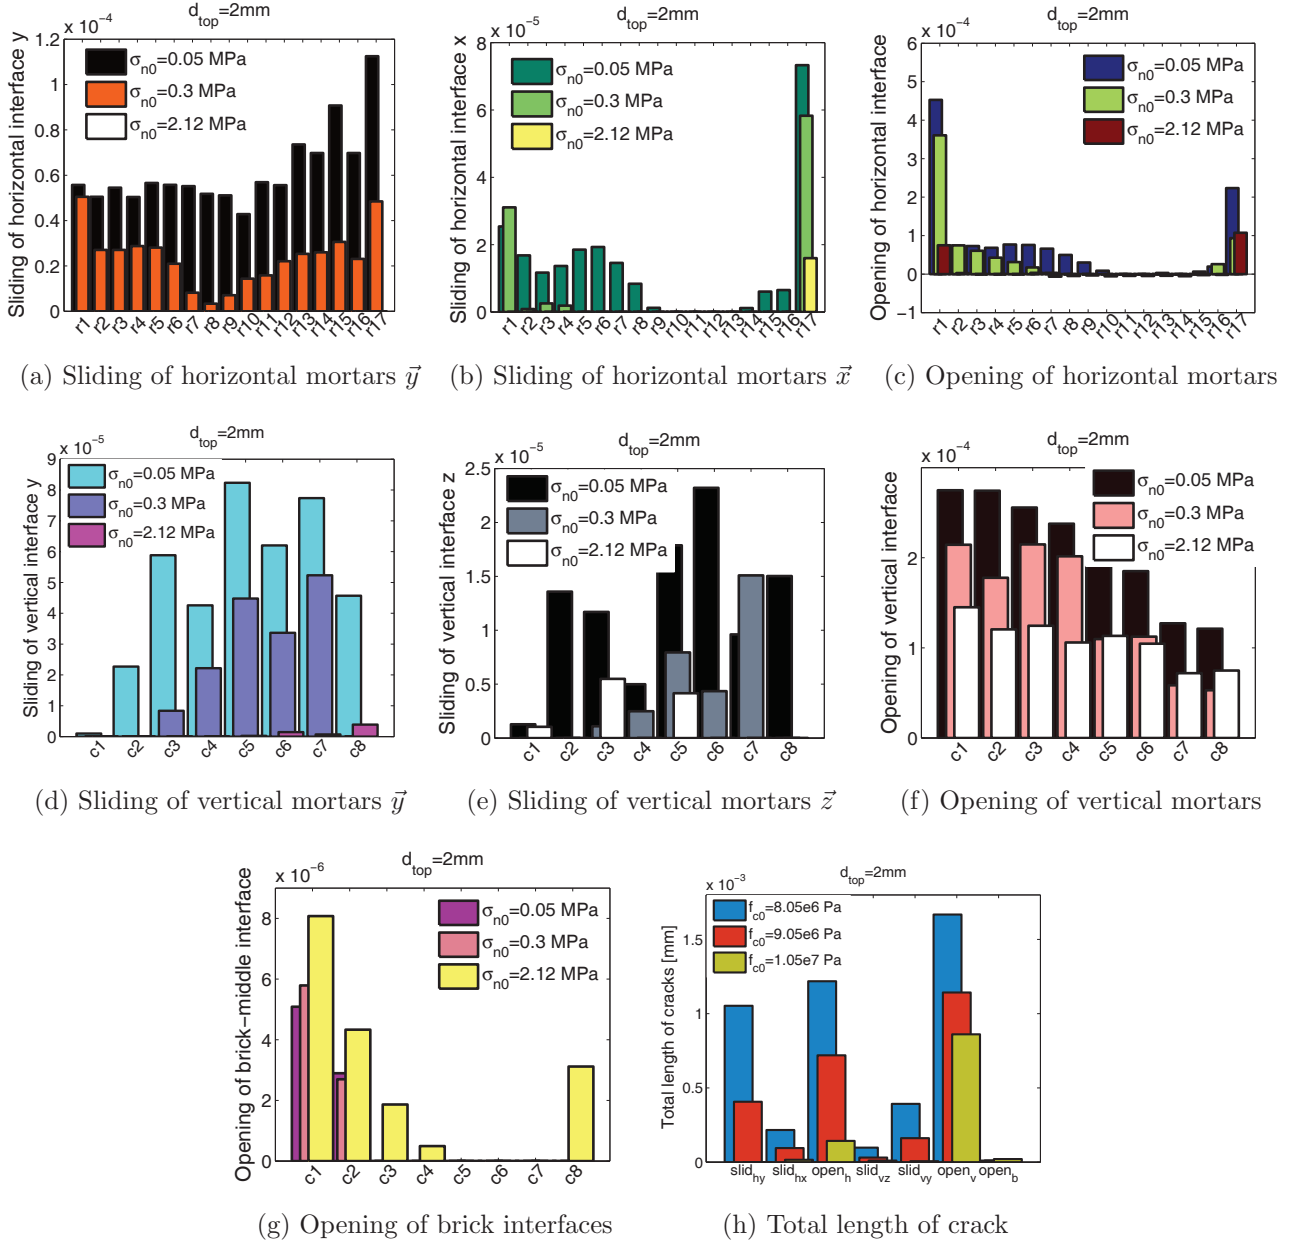 d_top=2mm
x 10^-4
Sliding of horizontal interface y
1.2
1
0.8
0.6
0.4
0.2
0
σ_n0=0.05 MPa
σ_n0=0.3 MPa
σ_n0=2.12 MPa
r1 r2 r3 r4 r5 r6 r7 r8 r9 r10 r11 r12 r13 r14 r15 r16 r17
(a) Sliding of horizontal mortars y⃗
d_top=2mm
x 10^-5
Sliding of horizontal interface x
8
6
4
2
0
σ_n0=0.05 MPa
σ_n0=0.3 MPa
σ_n0=2.12 MPa
r1 r2 r3 r4 r5 r6 r7 r8 r9 r10 r11 r12 r13 r14 r15 r16 r17
(b) Sliding of horizontal mortars x⃗
d_top=2mm
x 10^-4
Opening of horizontal interface
6
4
2
0
−1
σ_n0=0.05 MPa
σ_n0=0.3 MPa
σ_n0=2.12 MPa
r1 r2 r3 r4 r5 r6 r7 r8 r9 r10 r11 r12 r13 r14 r15 r16 r17
(c) Opening of horizontal mortars
d_top=2mm
x 10^-5
Sliding of vertical interface y
9
8
7
6
5
4
3
2
1
0
σ_n0=0.05 MPa
σ_n0=0.3 MPa
σ_n0=2.12 MPa
c1 c2 c3 c4 c5 c6 c7 c8
(d) Sliding of vertical mortars y⃗
d_top=2mm
x 10^-5
Sliding of vertical interface z
2.5
2
1.5
1
0.5
0
σ_n0=0.05 MPa
σ_n0=0.3 MPa
σ_n0=2.12 MPa
c1 c2 c3 c4 c5 c6 c7 c8
(e) Sliding of vertical mortars z⃗
d_top=2mm
x 10^-4
Opening of vertical interface
2
1
0
σ_n0=0.05 MPa
σ_n0=0.3 MPa
σ_n0=2.12 MPa
c1 c2 c3 c4 c5 c6 c7 c8
(f) Opening of vertical mortars
d_top=2mm
x 10^-6
Opening of brick−middle interface
8
6
4
2
0
σ_n0=0.05 MPa
σ_n0=0.3 MPa
σ_n0=2.12 MPa
c1 c2 c3 c4 c5 c6 c7 c8
(g) Opening of brick interfaces
d_top=2mm
x 10^-3
Total length of cracks [mm]
1.5
1
0.5
0
f_c0=8.05e6 Pa
f_c0=9.05e6 Pa
f_c0=1.05e7 Pa
slid_hy slid_hx open_h slid_vz slid_vy open_v open_b
(h) Total length of crack